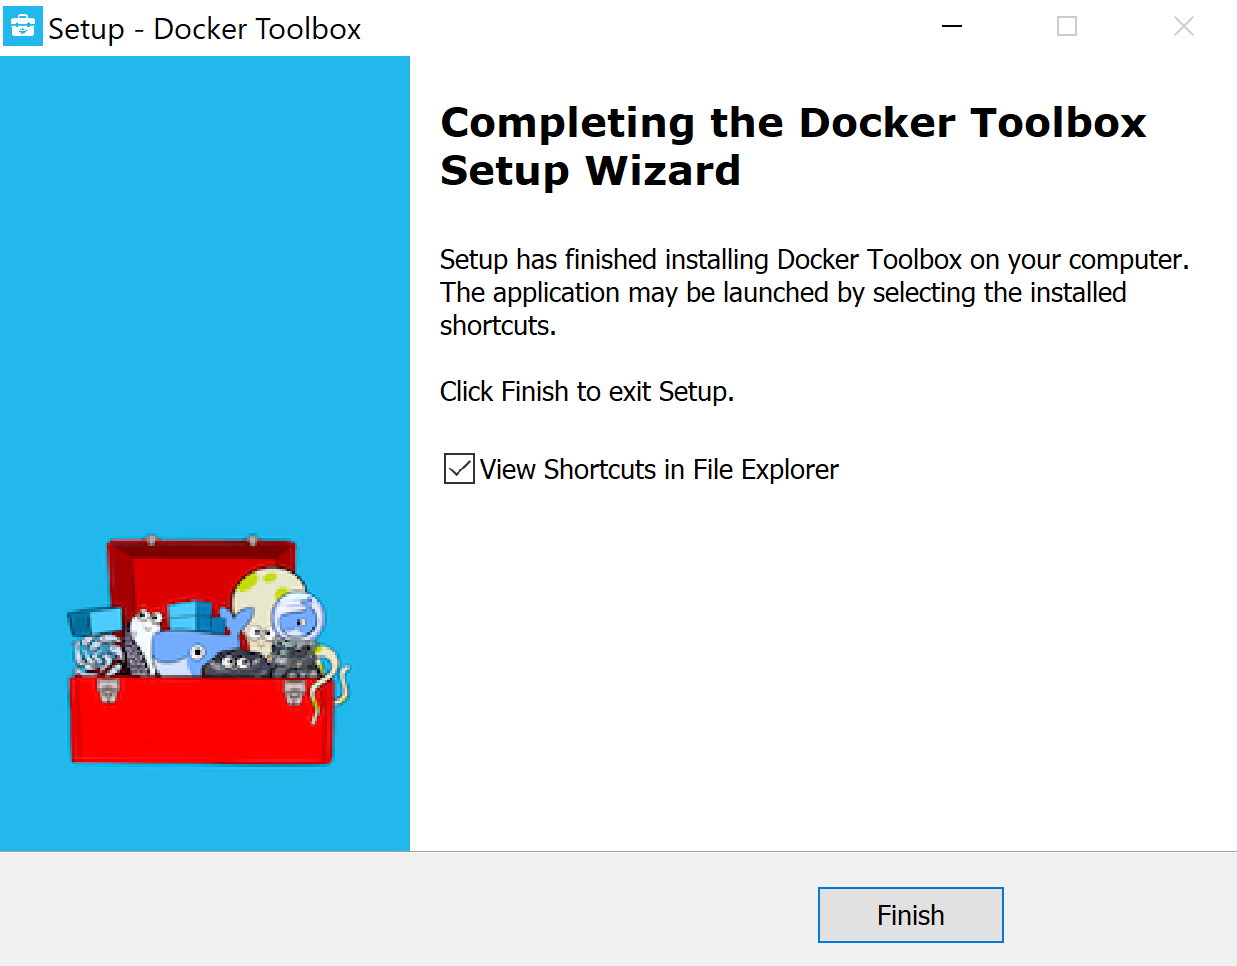 Setup - Docker Toolbox
Completing the Docker Toolbox
Setup Wizard
Setup has finished installing Docker Toolbox on your computer.
The application may be launched by selecting the installed
shortcuts.
Click Finish to exit Setup.
View Shortcuts in File Explorer
Finish